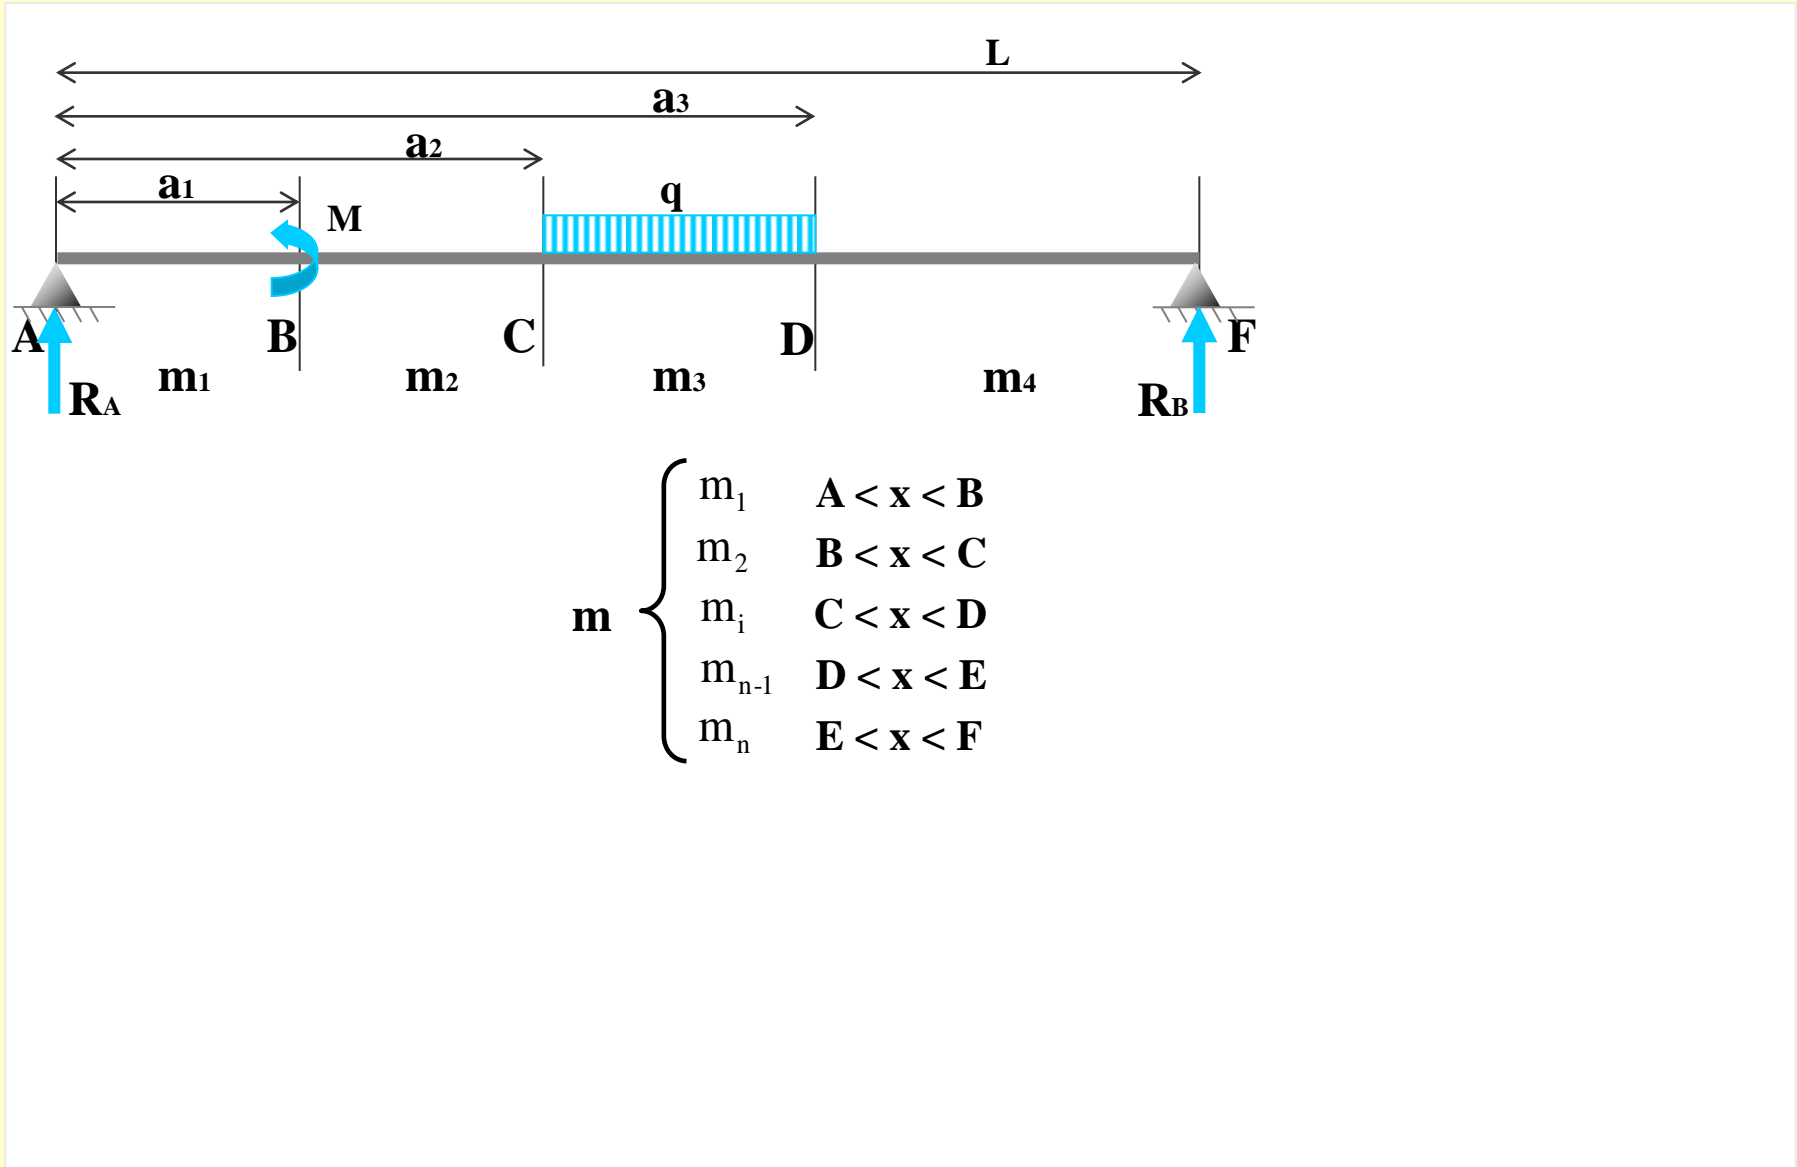 L
a3
a2
a1
q
M
A
B
C
D
F
m1
m2
m3
m4
RA
RB
m
m1 A < x < B
m2 B < x < C
mi C < x < D
mn-1 D < x < E
mn E < x < F